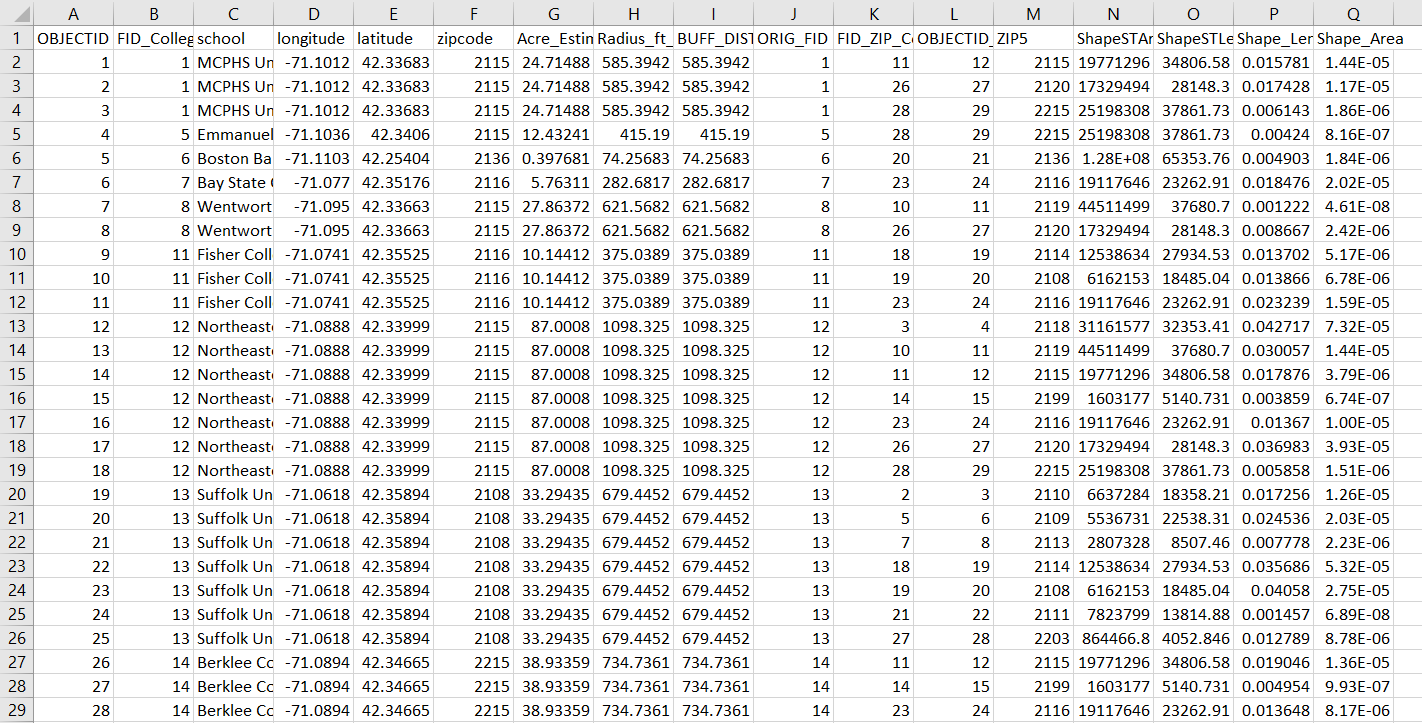 A B C D E F G H I J K L M N O P Q
1 OBJECTID FID_Colleg school longitude latitude zipcode Acre_Estin Radius_ft_ BUFF_DIST ORIG_FID FID_ZIP_Co OBJECTID_ ZIP5 ShapeSTAr ShapeSTLe Shape_Len Shape_Area
2 1 1 MCPHS Un -71.1012 42.33683 2115 24.71488 585.3942 585.3942 1 11 12 2115 19771296 34806.58 0.015781 1.44E-05
3 2 1 MCPHS Un -71.1012 42.33683 2115 24.71488 585.3942 585.3942 1 26 27 2120 17329494 28148.3 0.017428 1.17E-05
4 3 1 MCPHS Un -71.1012 42.33683 2115 24.71488 585.3942 585.3942 1 28 29 2215 25198308 37861.73 0.006143 1.86E-06
5 4 5 Emmanuel -71.1036 42.3406 2115 12.43241 415.19 415.19 5 28 29 2215 25198308 37861.73 0.00424 8.16E-07
6 5 6 Boston Ba -71.1103 42.25404 2136 0.397681 74.25683 74.25683 6 20 21 2136 1.28E+08 65353.76 0.004903 1.84E-06
7 6 7 Bay State -71.077 42.35176 2116 5.76311 282.6817 282.6817 7 23 24 2116 19117646 23262.91 0.018476 2.02E-05
8 7 8 Wentwort -71.095 42.33663 2115 27.86372 621.5682 621.5682 8 10 11 2119 44511499 37680.7 0.001222 4.61E-08
9 8 8 Wentwort -71.095 42.33663 2115 27.86372 621.5682 621.5682 8 26 27 2120 17329494 28148.3 0.008667 2.42E-06
10 9 11 Fisher Coll -71.0741 42.35525 2116 10.14412 375.0389 375.0389 11 18 19 2114 12538634 27934.53 0.013702 5.17E-06
11 10 11 Fisher Coll -71.0741 42.35525 2116 10.14412 375.0389 375.0389 11 19 20 2108 6162153 18485.04 0.013866 6.78E-06
12 11 11 Fisher Coll -71.0741 42.35525 2116 10.14412 375.0389 375.0389 11 23 24 2116 19117646 23262.91 0.023239 1.59E-05
13 12 12 Northeast -71.0888 42.33999 2115 87.0008 1098.325 1098.325 12 3 4 2118 31161577 32353.41 0.042717 7.32E-05
14 13 12 Northeast -71.0888 42.33999 2115 87.0008 1098.325 1098.325 12 10 11 2119 44511499 37680.7 0.030057 1.44E-05
15 14 12 Northeast -71.0888 42.33999 2115 87.0008 1098.325 1098.325 12 11 12 2115 19771296 34806.58 0.017876 3.79E-06
16 15 12 Northeast -71.0888 42.33999 2115 87.0008 1098.325 1098.325 12 14 15 2199 1603177 5140.731 0.003859 6.74E-07
17 16 12 Northeast -71.0888 42.33999 2115 87.0008 1098.325 1098.325 12 23 24 2116 19117646 23262.91 0.01367 1.00E-05
18 17 12 Northeast -71.0888 42.33999 2115 87.0008 1098.325 1098.325 12 26 27 2120 17329494 28148.3 0.036983 3.93E-05
19 18 12 Northeast -71.0888 42.33999 2115 87.0008 1098.325 1098.325 12 28 29 2215 25198308 37861.73 0.005858 1.51E-06
20 19 13 Suffolk Un -71.0618 42.35894 2108 33.29435 679.4452 679.4452 13 2 3 2110 6637284 18358.21 0.017256 1.26E-05
21 20 13 Suffolk Un -71.0618 42.35894 2108 33.29435 679.4452 679.4452 13 5 6 2109 5536731 22538.31 0.024536 2.03E-05
22 21 13 Suffolk Un -71.0618 42.35894 2108 33.29435 679.4452 679.4452 13 7 8 2113 2807328 8507.46 0.007778 2.23E-06
23 22 13 Suffolk Un -71.0618 42.35894 2108 33.29435 679.4452 679.4452 13 18 19 2114 12538634 27934.53 0.035686 5.32E-05
24 23 13 Suffolk Un -71.0618 42.35894 2108 33.29435 679.4452 679.4452 13 19 20 2108 6162153 18485.04 0.04058 2.75E-05
25 24 13 Suffolk Un -71.0618 42.35894 2108 33.29435 679.4452 679.4452 13 21 22 2111 7823799 13814.88 0.001457 6.89E-08
26 25 13 Suffolk Un -71.0618 42.35894 2108 33.29435 679.4452 679.4452 13 27 28 2203 864466.8 4052.846 0.012789 8.78E-06
27 26 14 Berklee Co -71.0894 42.34665 2215 38.93359 734.7361 734.7361 14 11 12 2115 19771296 34806.58 0.019046 1.36E-05
28 27 14 Berklee Co -71.0894 42.34665 2215 38.93359 734.7361 734.7361 14 14 15 2199 1603177 5140.731 0.004954 9.93E-07
29 28 14 Berklee Co -71.0894 42.34665 2215 38.93359 734.7361 734.7361 14 23 24 2116 19117646 23262.91 0.013648 8.17E-06